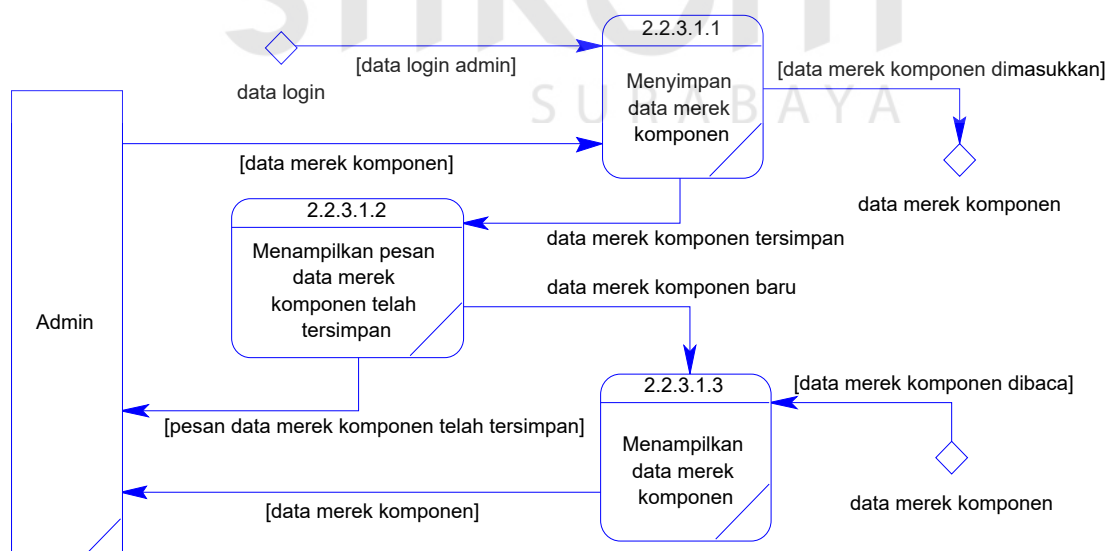 2.2.3.1.1
[data login admin]
data login
Menyimpan
data merek
komponen
[data merek komponen dimasukkan]
SURABAYA
[data merek komponen]
data merek komponen
2.2.3.1.2
Menampilkan pesan
data merek
komponen telah
tersimpan
data merek komponen tersimpan
data merek komponen baru
Admin
2.2.3.1.3
[data merek komponen dibaca]
[pesan data merek komponen telah tersimpan]
Menampilkan
data merek
komponen
data merek komponen
[data merek komponen]